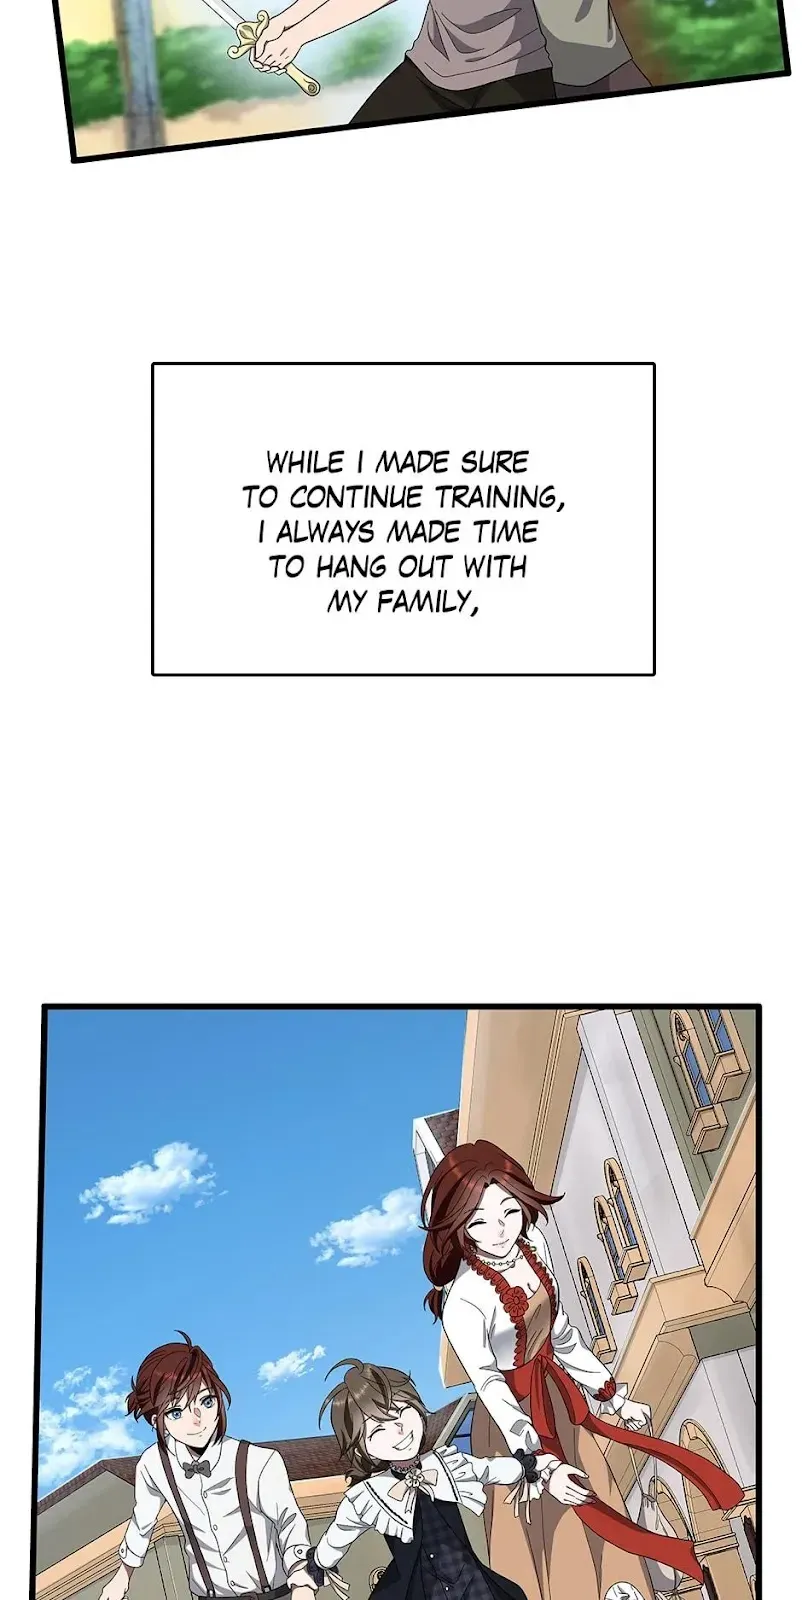 WHILE I MADE SURE
TO CONTINUE TRAINING,
I ALWAYS MADE TIME
TO HANG OUT WITH
MY FAMILY,